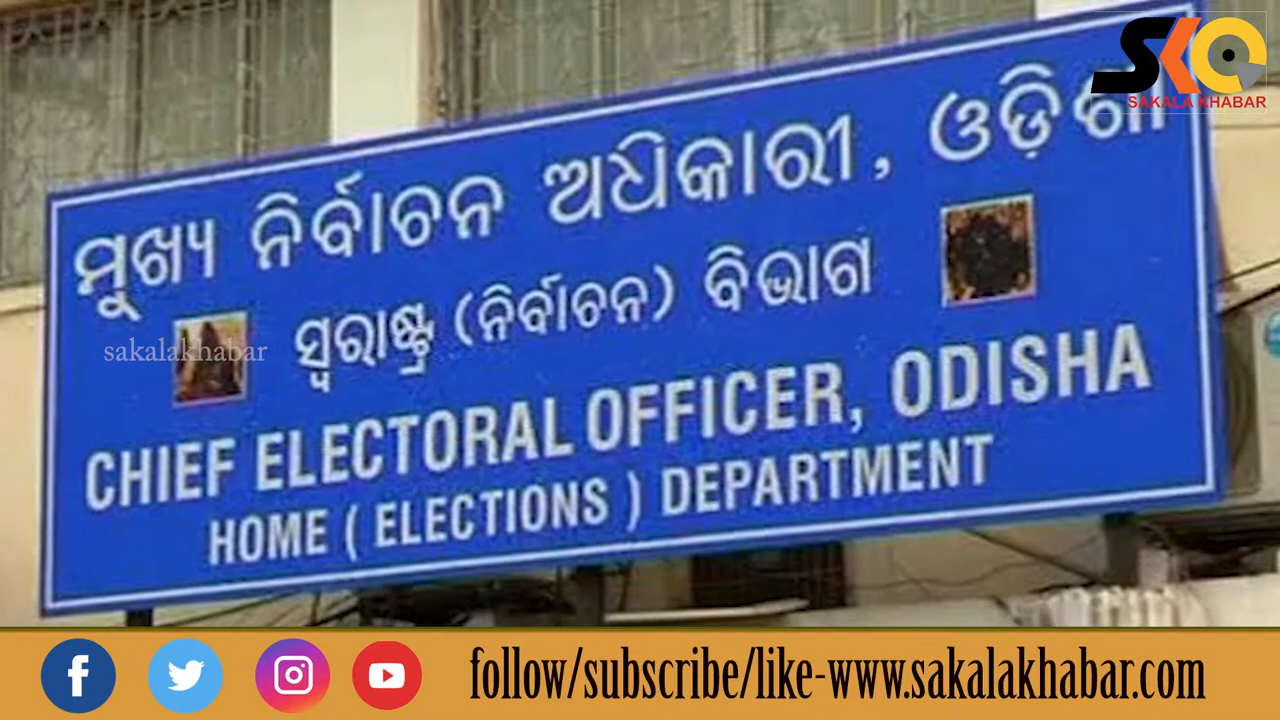 SKC
SAKALA KHABAR
ମୁଖ୍ୟ ନିର୍ବାଚନ ଅଧିକାରୀ, ଓଡ଼ିଶା
ସ୍ୱରାଷ୍ଟ୍ର (ନିର୍ବାଚନ) ବିଭାଗ
sakalakhabar
CHIEF ELECTORAL OFFICER, ODISHA
HOME ( ELECTIONS ) DEPARTMENT
follow/subscribe/like-www.sakalakhabar.com